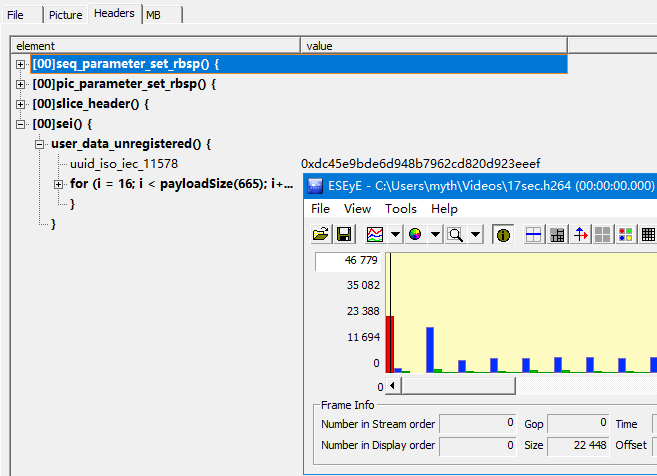 File Picture Headers MB
element value
[00]seq_parameter_set_rbsp() {
[00]pic_parameter_set_rbsp() {
[00]slice_header() {
[00]sei() {
user_data_unregistered() {
uuid_iso_iec_11578 0xdc45e9bde6d948b7962cd820d923eeef
for (i = 16; i < payloadSize(665); i+...
}
}
ESEyE - C:\Users\myth\Videos\17sec.h264 (00:00:00.000)
File View Tools Help
46 779
35 082
23 388
11 694
0
0
Frame Info
Number in Stream order 0 Gop 0 Time
Number in Display order 0 Size 22 448 Offset